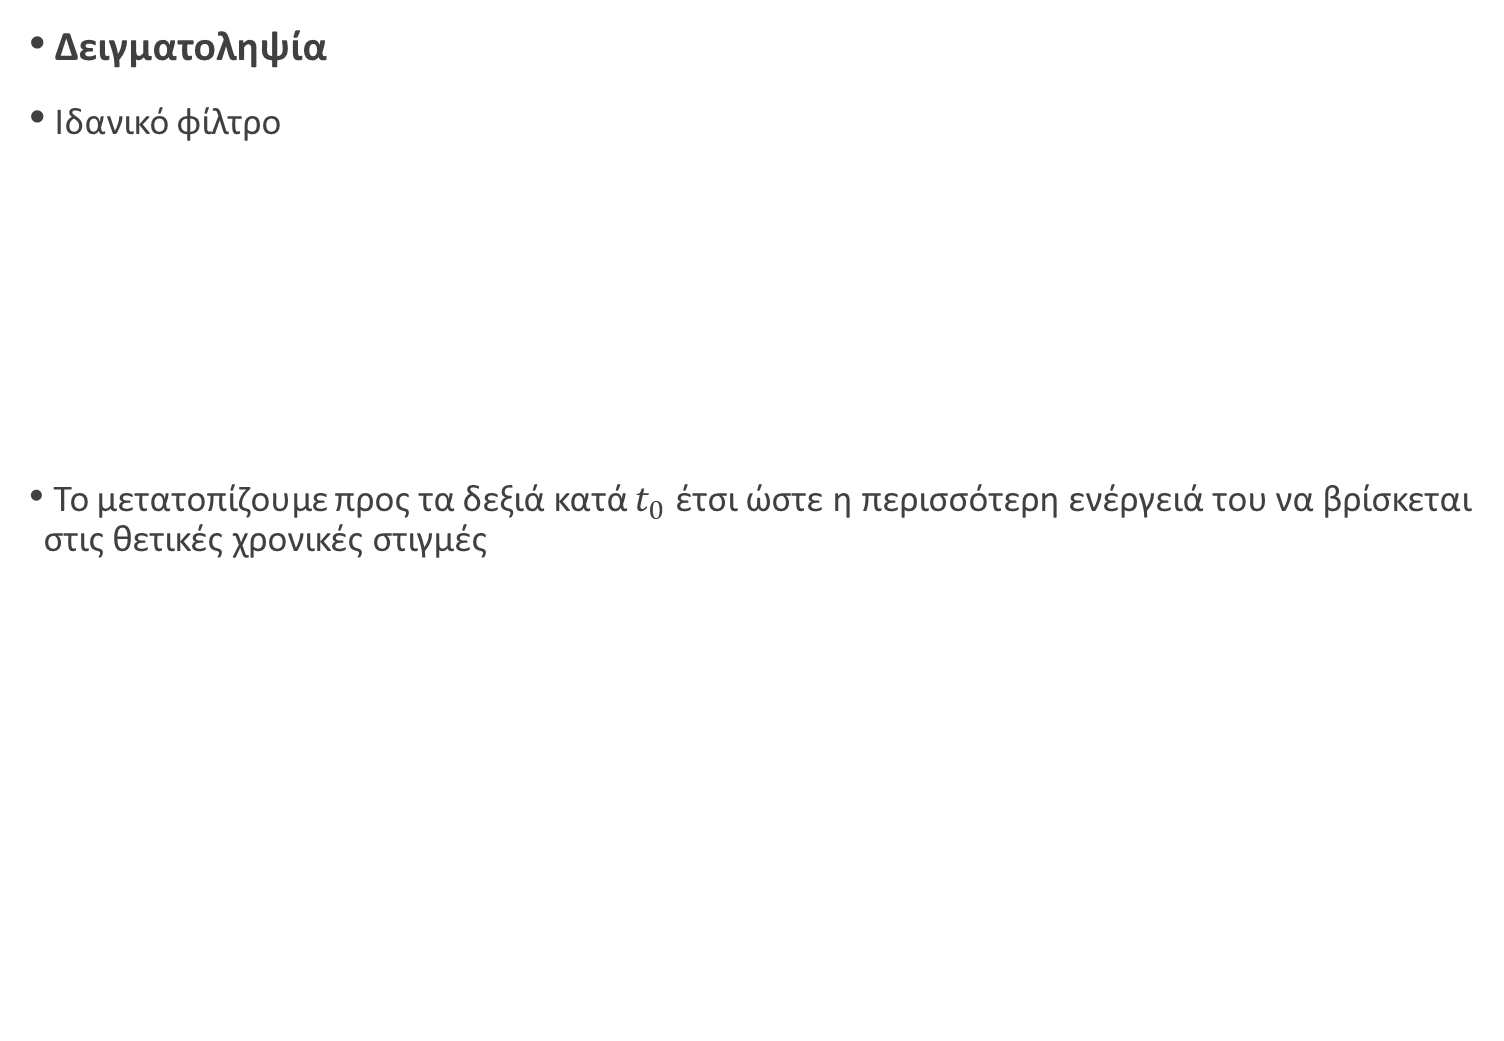 • Δειγματοληψία
• Ιδανικό φίλτρο
• Το μετατοπίζουμε προς τα δεξιά κατά t₀ έτσι ώστε η περισσότερη ενέργειά του να βρίσκεται
στις θετικές χρονικές στιγμές